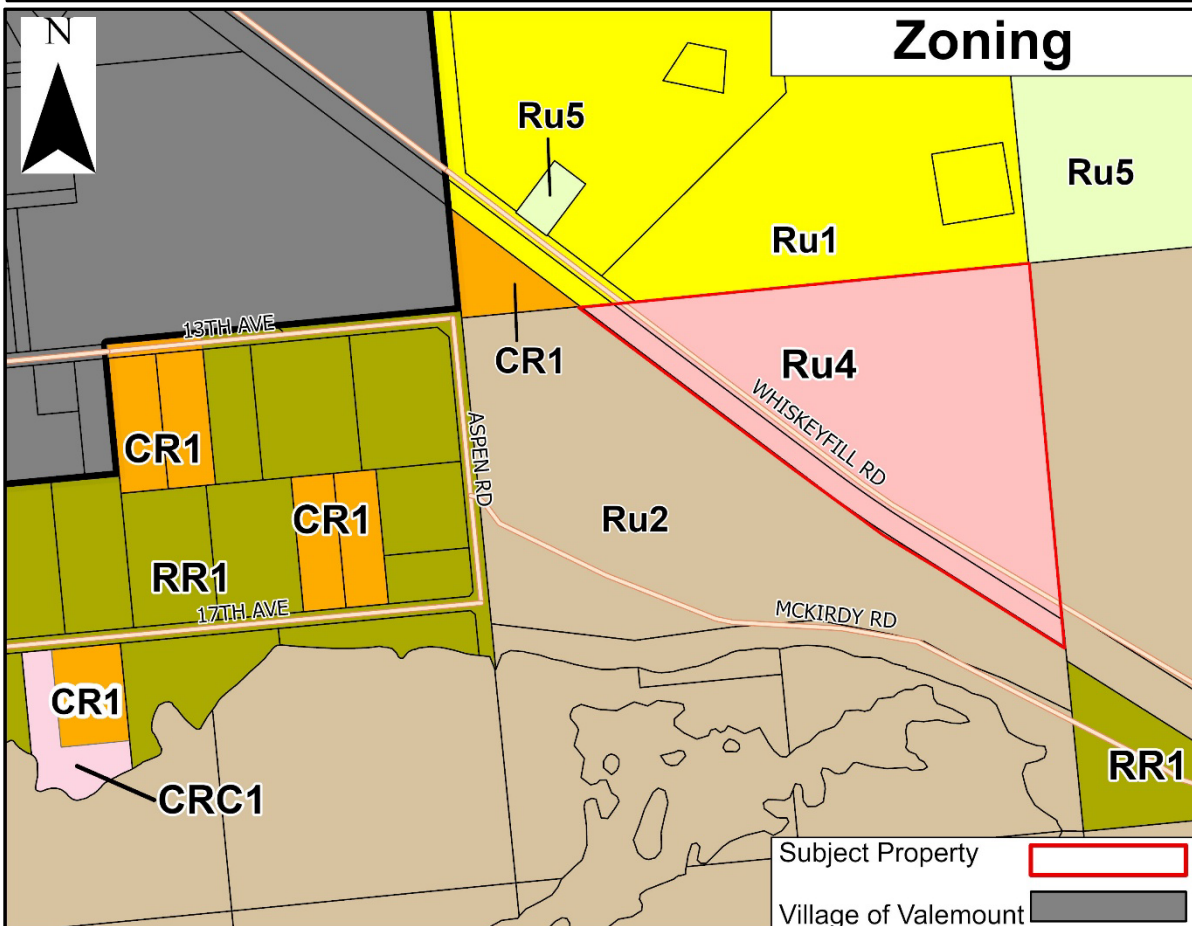 N
Zoning
Ru5
Ru5
Ru1
13TH AVE
CR1
Ru4
WHISKEYFILL RD
CR1
ASPEN RD
CR1
Ru2
RR1
17TH AVE
MCKIRDY RD
CR1
RR1
CRC1
Subject Property
Village of Valemount